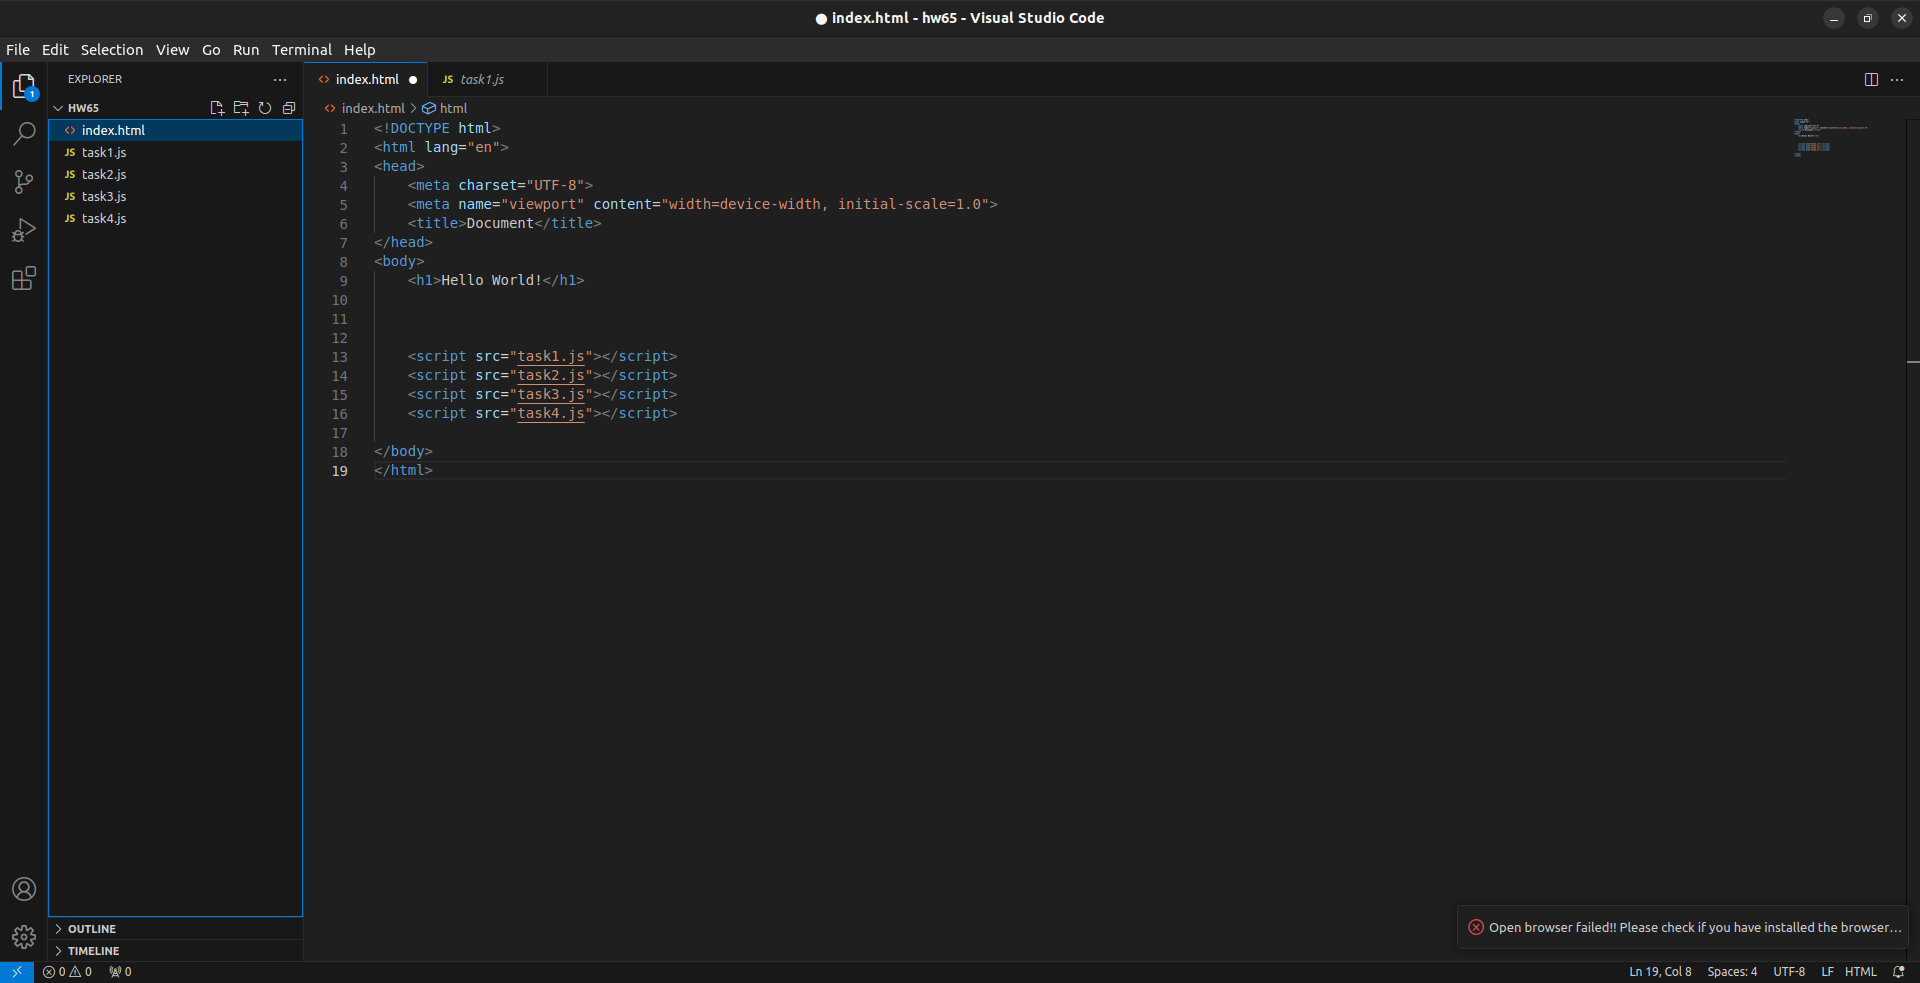 index.html - hw65 - Visual Studio Code
File Edit Selection View Go Run Terminal Help
EXPLORER
1
HW65
index.html
JS task1.js
JS task2.js
JS task3.js
JS task4.js
OUTLINE
TIMELINE
index.html
JS task1.js
index.html html
1 <!DOCTYPE html>
2 <html lang="en">
3 <head>
4 <meta charset="UTF-8">
5 <meta name="viewport" content="width=device-width, initial-scale=1.0">
6 <title>Document</title>
7 </head>
8 <body>
9 <h1>Hello World!</h1>
10
11
12
13 <script src="task1.js"></script>
14 <script src="task2.js"></script>
15 <script src="task3.js"></script>
16 <script src="task4.js"></script>
17
18 </body>
19 </html>
Open browser failed!! Please check if you have installed the browser...
0 0 0
Ln 19, Col 8 Spaces: 4 UTF-8 LF HTML